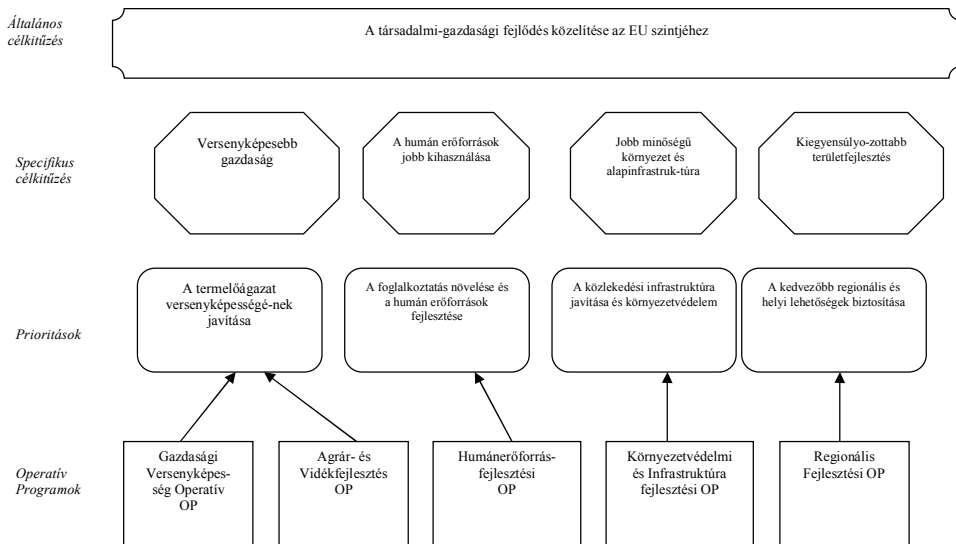 Általános
célkitűzés
A társadalmi-gazdasági fejlődés közelítése az EU szintjéhez
Specifikus
célkitűzés
Versenyképesebb
gazdaság
A humán erőforrások
jobb kihasználása
Jobb minőségű
környezet és
alapinfrastruk-túra
Kiegyensúlyo-zottabb
területfejlesztés
Prioritások
A termelőágazat
versenyképességé-nek
javítása
A foglalkoztatás növelése és
a humán erőforrások
fejlesztése
A közlekedési infrastruktúra
javítása és környezetvédelem
A kedvezőbb regionális és
helyi lehetőségek biztosítása
Operatív
Programok
Gazdasági
Versenyképes-
ség Operatív
OP
Agrár- és
Vidékfejlesztés
OP
Humánerőforrás-
fejlesztési
OP
Környezetvédelmi
és Infrastruktúra
fejlesztési OP
Regionális
Fejlesztési OP